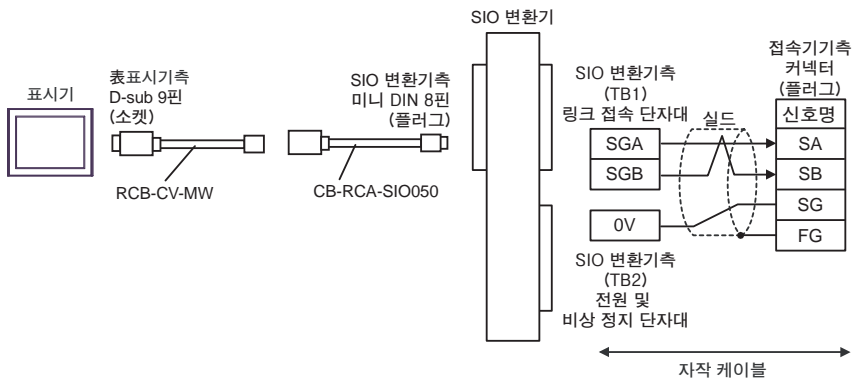 SIO 변환기
표시기
表표시기측
D-sub 9핀
(소켓)
RCB-CV-MW
SIO 변환기측
미니 DIN 8핀
(플러그)
CB-RCA-SIO050
SIO 변환기측
(TB1)
링크 접속 단자대
SGA
SGB
0V
SIO 변환기측
(TB2)
전원 및
비상 정지 단자대
실드
접속기기측
커넥터
(플러그)
신호명
SA
SB
SG
FG
자작 케이블